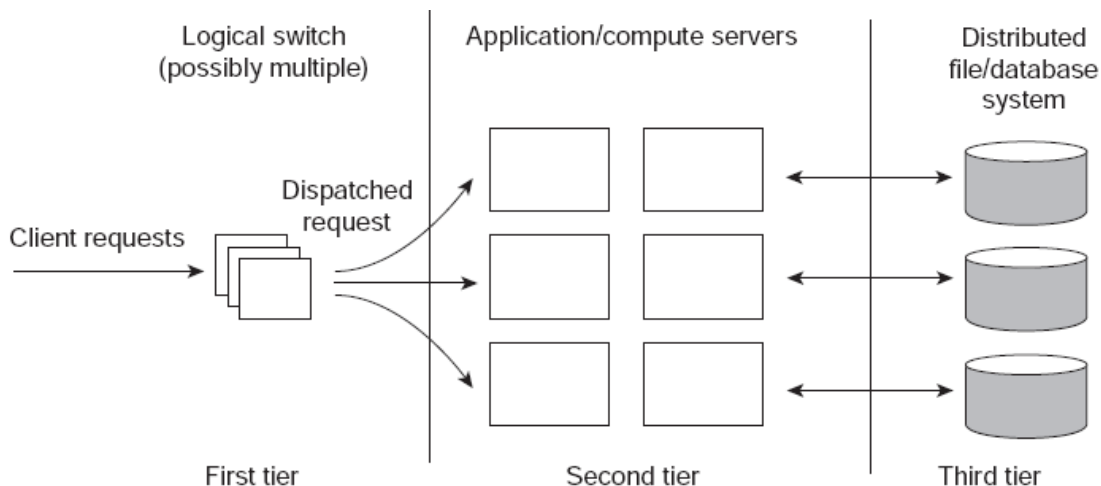 Logical switch
(possibly multiple)
Application/compute servers
Distributed
file/database
system
Dispatched
request
Client requests
First tier
Second tier
Third tier